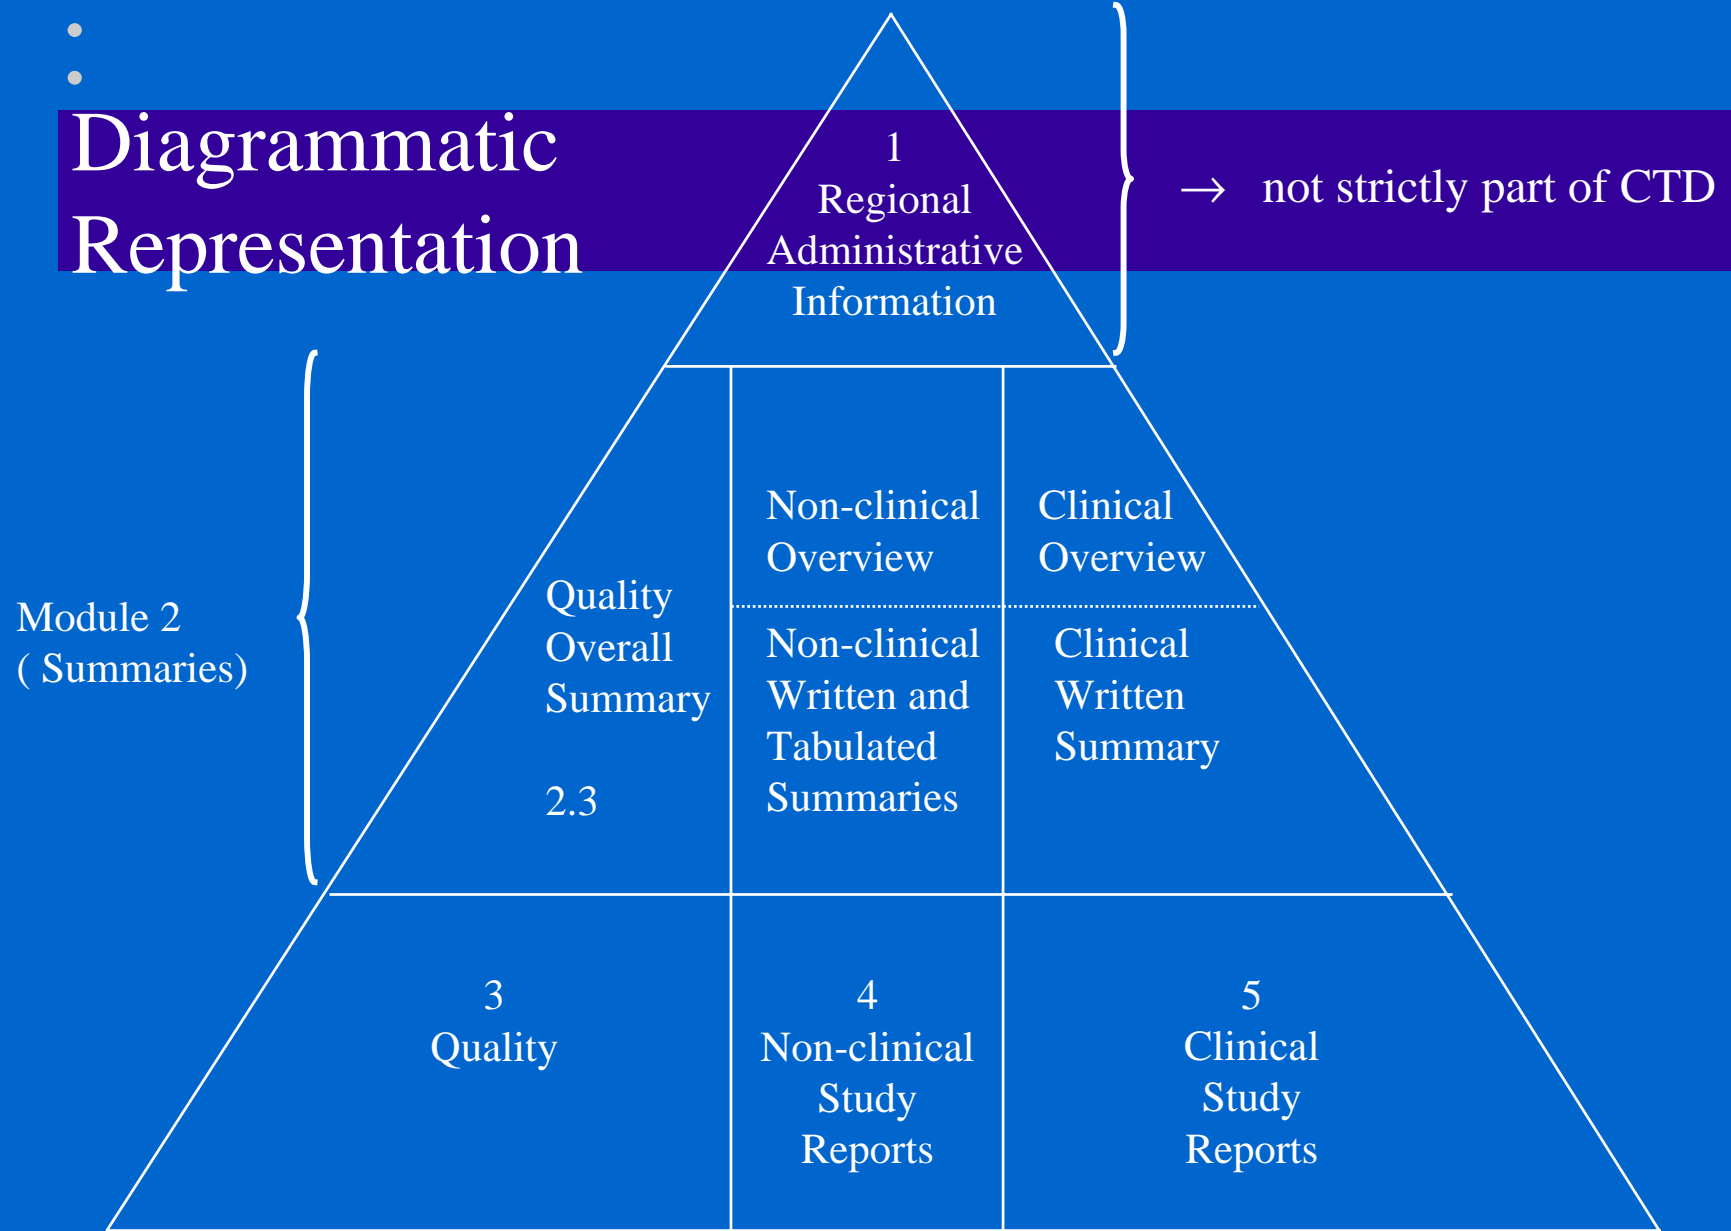 Diagrammatic
Representation
1
Regional
Administrative
Information
→ not strictly part of CTD
Module 2
( Summaries)
Quality
Overall
Summary
2.3
Non-clinical
Overview
Clinical
Overview
Non-clinical
Written and
Tabulated
Summaries
Clinical
Written
Summary
3
Quality
4
Non-clinical
Study
Reports
5
Clinical
Study
Reports